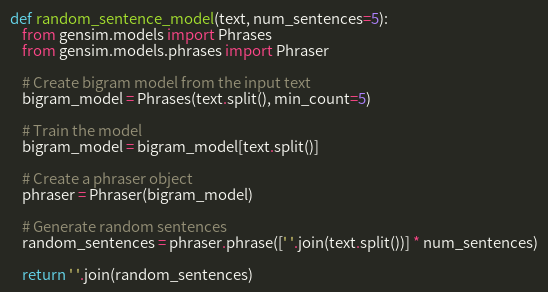 def random_sentence_model(text, num_sentences=5):
    from gensim.models import Phrases
    from gensim.models.phrases import Phraser

    # Create bigram model from the input text
    bigram_model = Phrases(text.split(), min_count=5)

    # Train the model
    bigram_model = bigram_model[text.split()]

    # Create a phraser object
    phraser = Phraser(bigram_model)

    # Generate random sentences
    random_sentences = phraser.phrase([' '.join(text.split())] * num_sentences)

    return ' '.join(random_sentences)